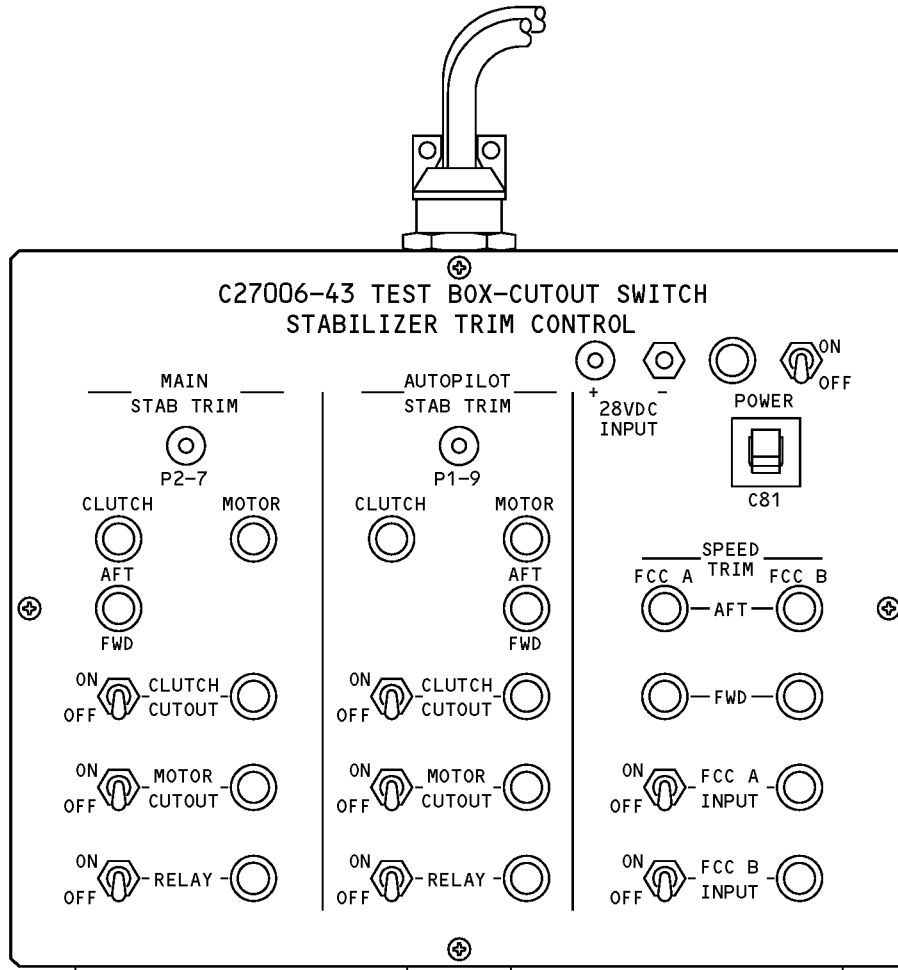 C27006-43 TEST BOX-CUTOUT SWITCH
STABILIZER TRIM CONTROL
MAIN
STAB TRIM
P2-7
CLUTCH MOTOR
AFT
FWD
ON
OFF
CLUTCH
CUTOUT
ON
OFF
MOTOR
CUTOUT
ON
OFF
RELAY
AUTOPILOT
STAB TRIM
P1-9
CLUTCH MOTOR
AFT
FWD
ON
OFF
CLUTCH
CUTOUT
ON
OFF
MOTOR
CUTOUT
ON
OFF
RELAY
+ -
28VDC
INPUT
POWER
ON
OFF
C81
SPEED
TRIM
FCC A FCC B
AFT
FWD
ON
OFF
FCC A
INPUT
ON
OFF
FCC B
INPUT